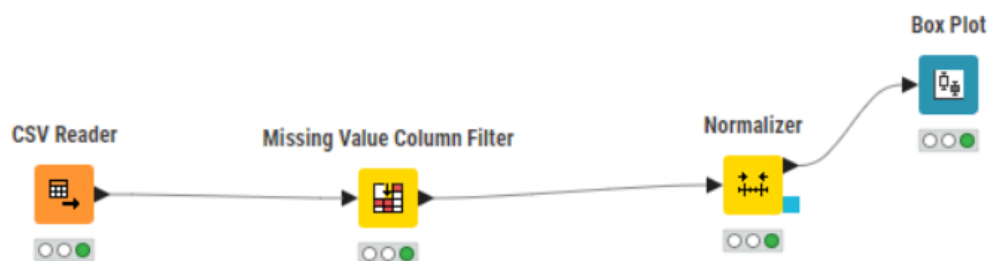 Box Plot
CSV Reader
Missing Value Column Filter
Normalizer